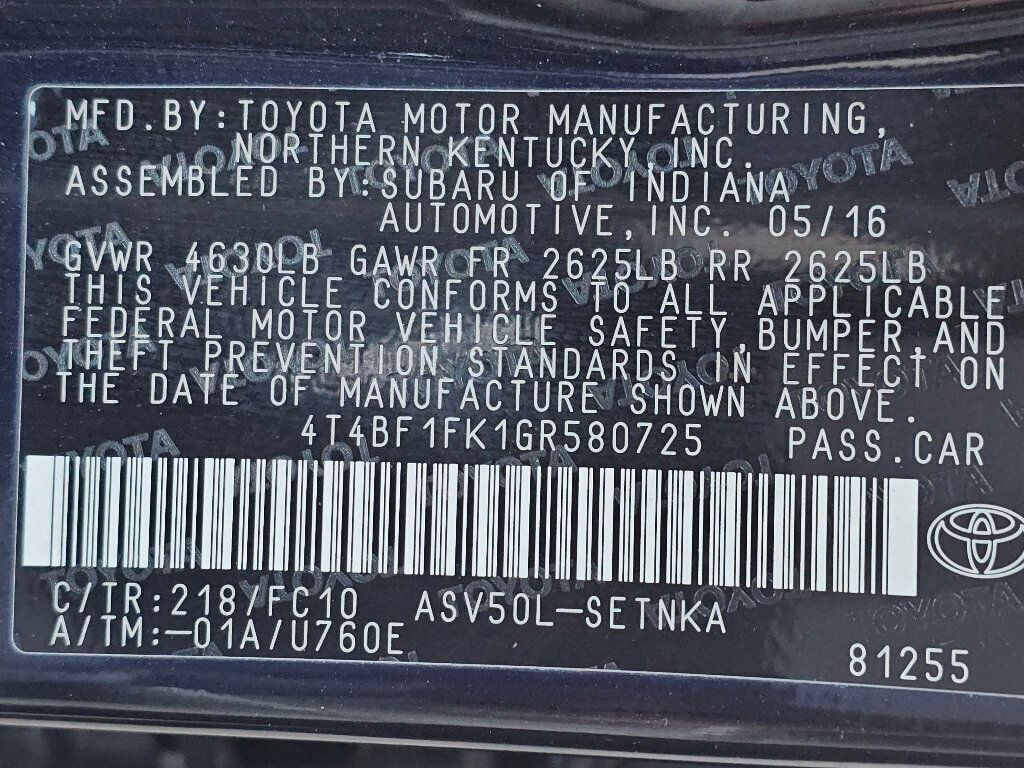 MFD.BY:TOYOTA MOTOR MANUFACTURING,
NORTHERN KENTUCKY, INC.
ASSEMBLED BY:SUBARU OF INDIANA
AUTOMOTIVE,INC. 05/16
GVWR 4630LB GAWR FR 2625LB RR 2625LB
THIS VEHICLE CONFORMS TO ALL APPLICABLE
FEDERAL MOTOR VEHICLE SAFETY,BUMPER,AND
THEFT PREVENTION STANDARDS IN EFFECT ON
THE DATE OF MANUFACTURE SHOWN ABOVE.
4T4BF1FK1GR580725 PASS.CAR
C/TR:218/FC10 ASV50L-SETNKA
A/TM:-01A/U760E
81255